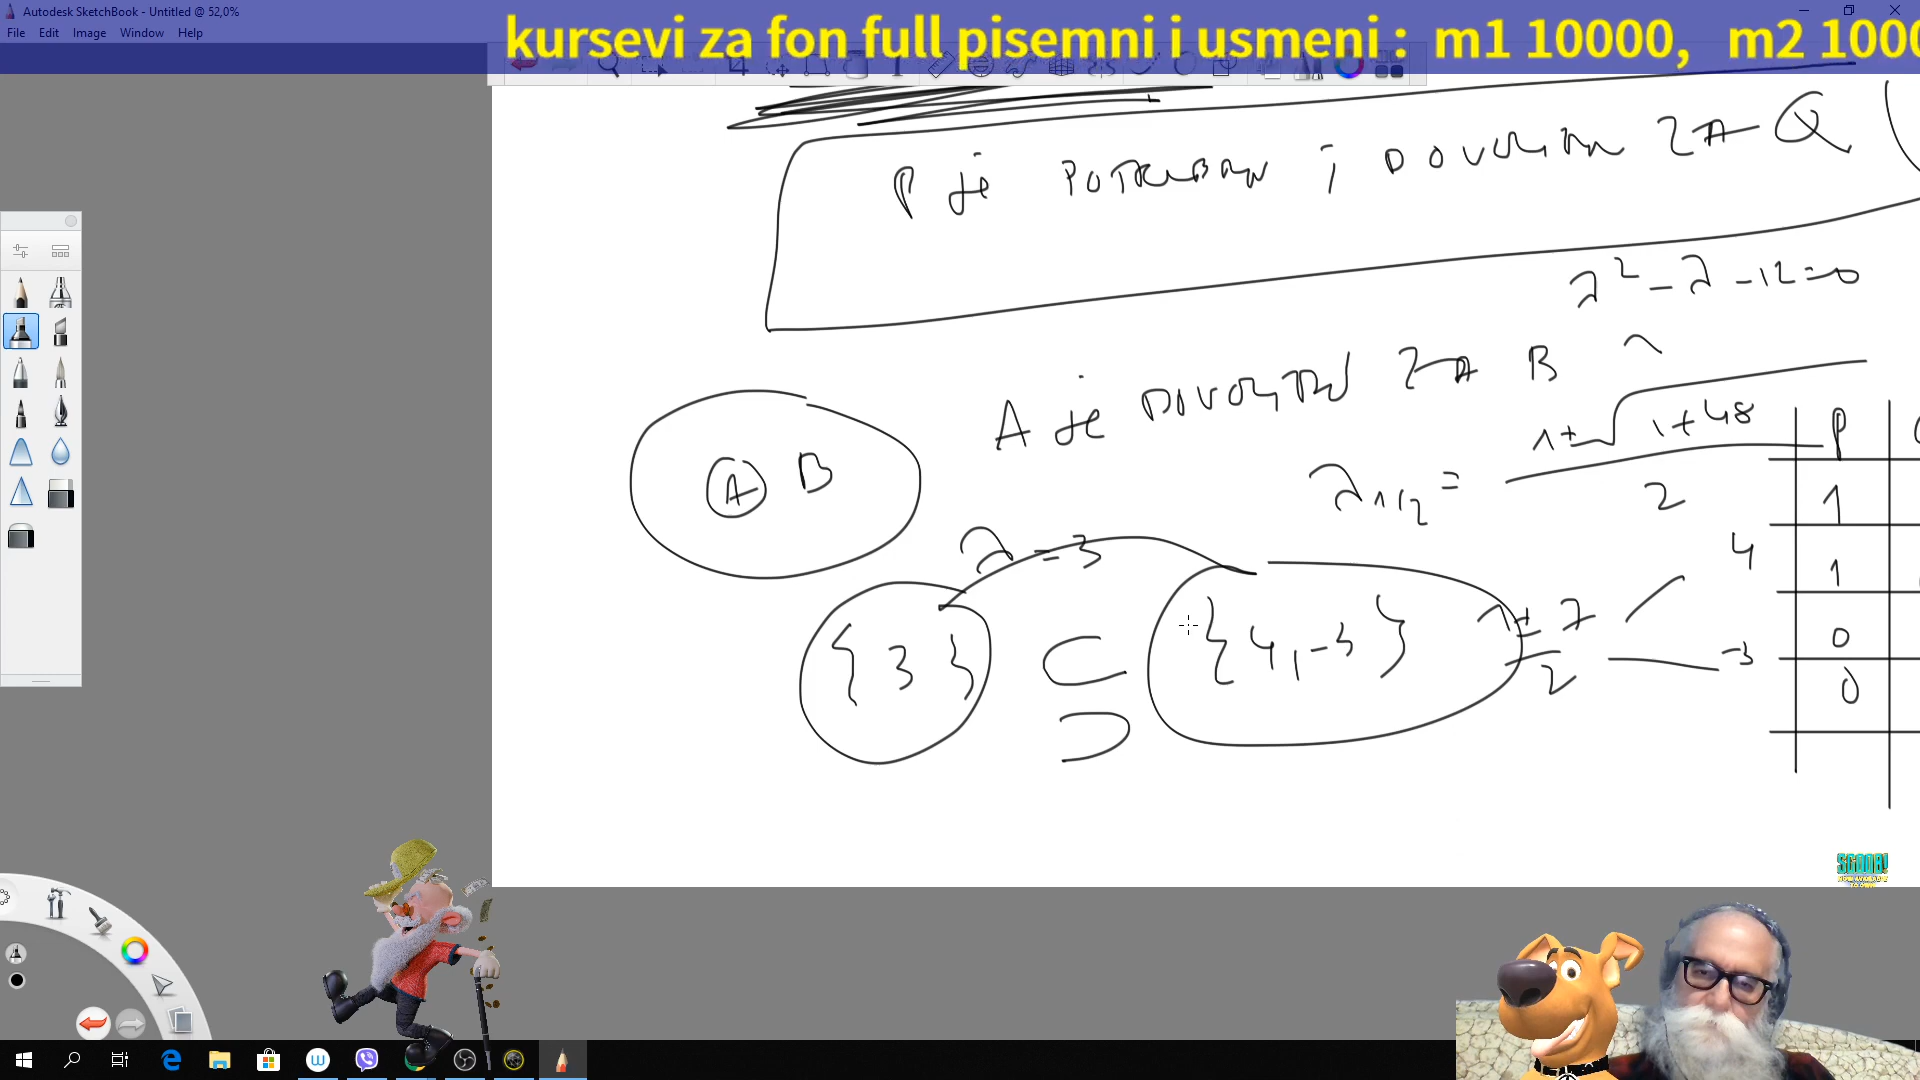 Autodesk SketchBook - Untitled @ 52,0%
File Edit Image Window Help
kursevi za fon full pisemni i usmeni : m1 10000, m2 1000
P je POTREBAN i DOVOLJAN ZA Q
λ² - λ - 12 = 0
A je DOVOLJAN ZA B
A B
λ1/2 =
1 ± √1+48
2
P
1
1
0
0
λ = 3
{3} ⊂ {4, -3}
⊃
1 ± 7
2
4
-3
SCOOB!